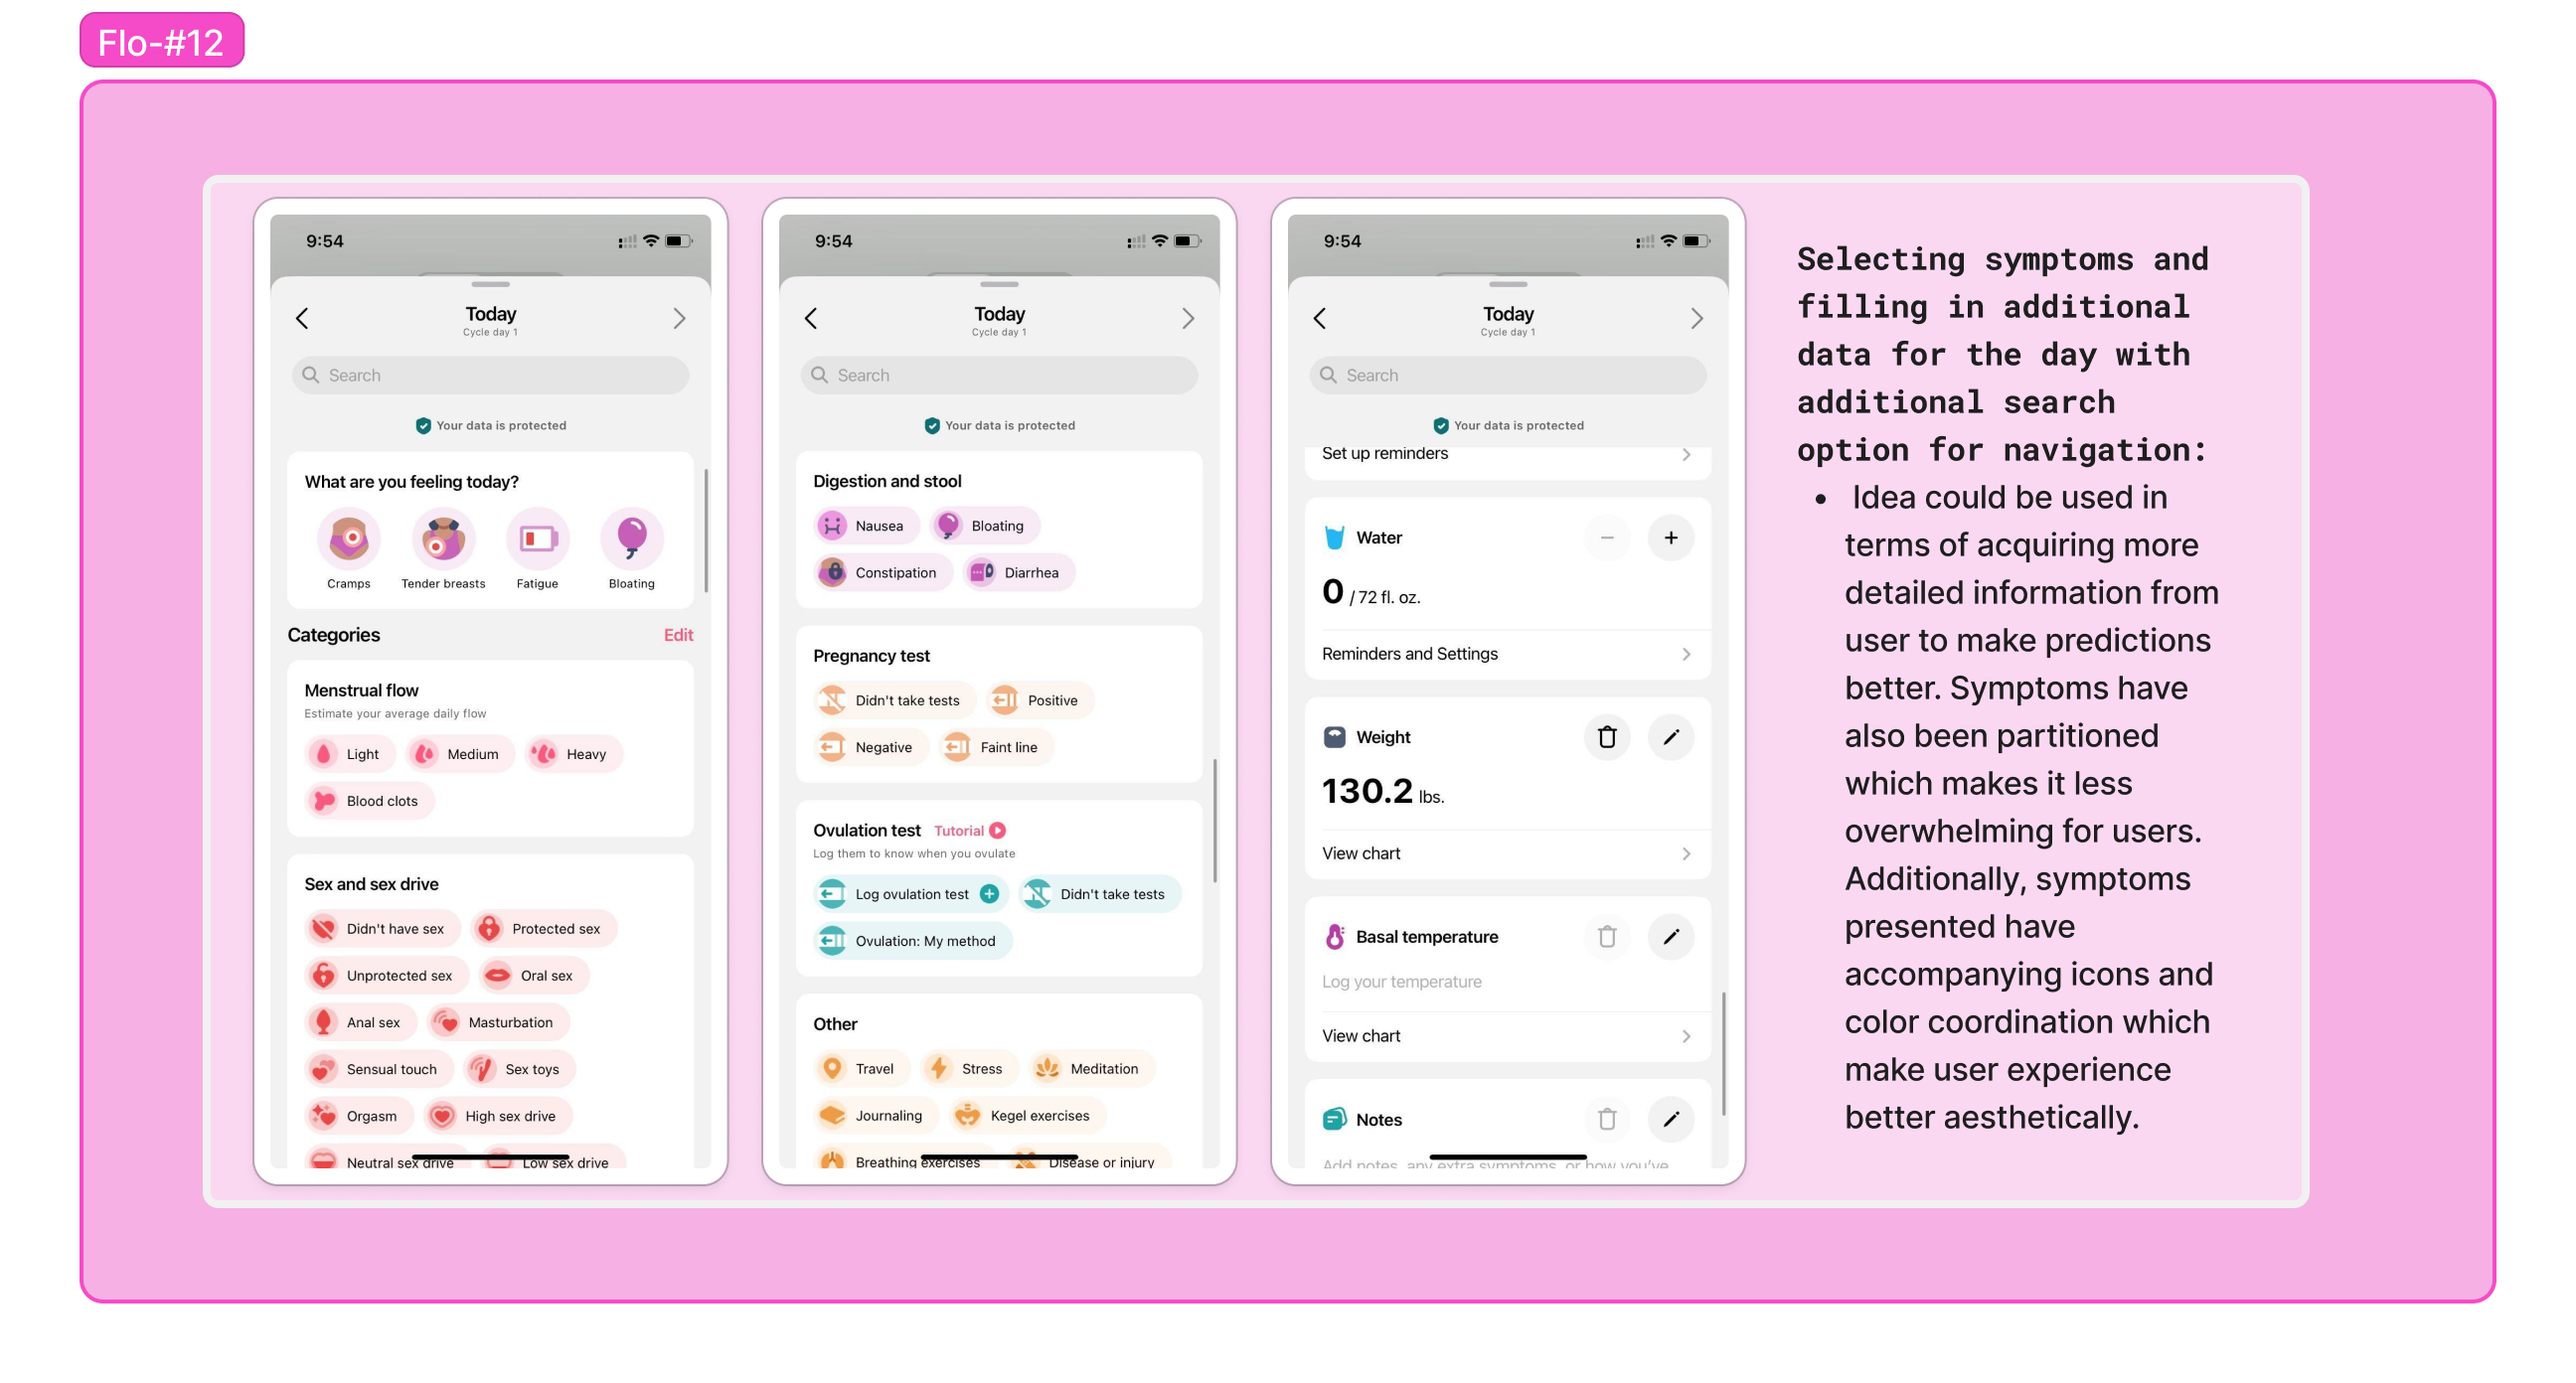 Flo-#12
9:54
Today
Cycle day 1
Search
Your data is protected
What are you feeling today?
Cramps
Tender breasts
Fatigue
Bloating
Categories
Edit
Menstrual flow
Estimate your average daily flow
Light
Medium
Heavy
Blood clots
Sex and sex drive
Didn't have sex
Protected sex
Unprotected sex
Oral sex
Anal sex
Masturbation
Sensual touch
Sex toys
Orgasm
High sex drive
Neutral sex drive
Low sex drive
9:54
Today
Cycle day 1
Search
Your data is protected
Digestion and stool
Nausea
Bloating
Constipation
Diarrhea
Pregnancy test
Didn't take tests
Positive
Negative
Faint line
Ovulation test
Tutorial
Log them to know when you ovulate
Log ovulation test
Didn't take tests
Ovulation: My method
Other
Travel
Stress
Meditation
Journaling
Kegel exercises
Breathing exercises
Disease or injury
9:54
Today
Cycle day 1
Search
Your data is protected
Set up reminders
Water
0 / 72 fl. oz.
Reminders and Settings
Weight
130.2 lbs.
View chart
Basal temperature
Log your temperature
View chart
Notes
Add notes, any extra symptoms, or how you've
Selecting symptoms and
filling in additional
data for the day with
additional search
option for navigation:
• Idea could be used in
terms of acquiring more
detailed information from
user to make predictions
better. Symptoms have
also been partitioned
which makes it less
overwhelming for users.
Additionally, symptoms
presented have
accompanying icons and
color coordination which
make user experience
better aesthetically.